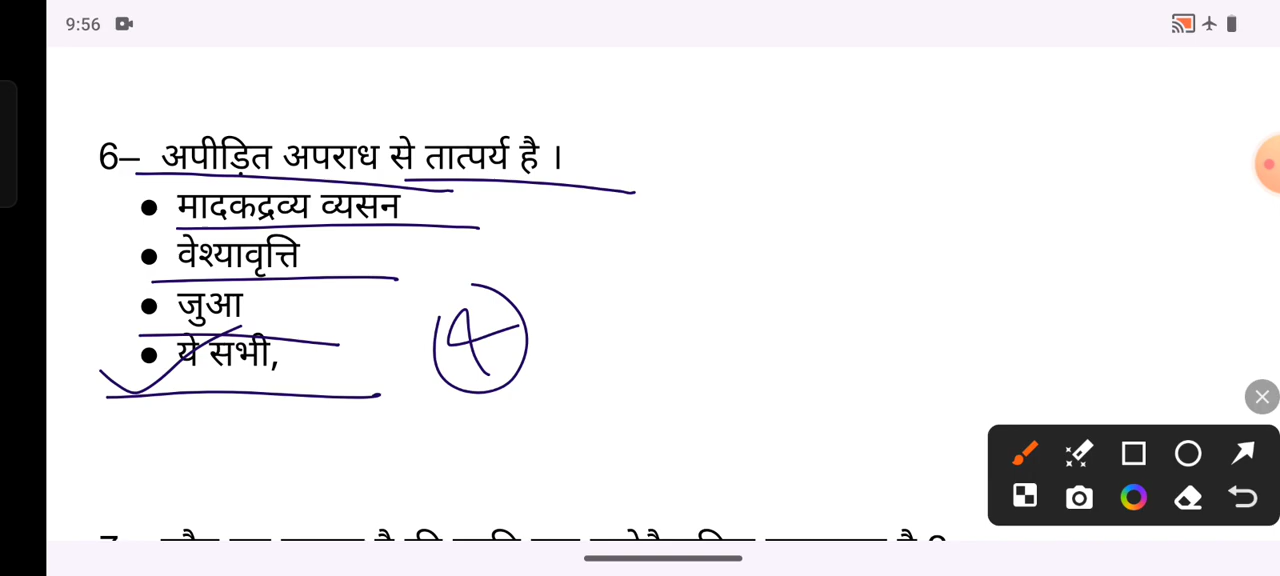 9:56
6– अपीड़ित अपराध से तात्पर्य है ।
● मादकद्रव्य व्यसन
● वेश्यावृत्ति
● जुआ
● ये सभी,
4